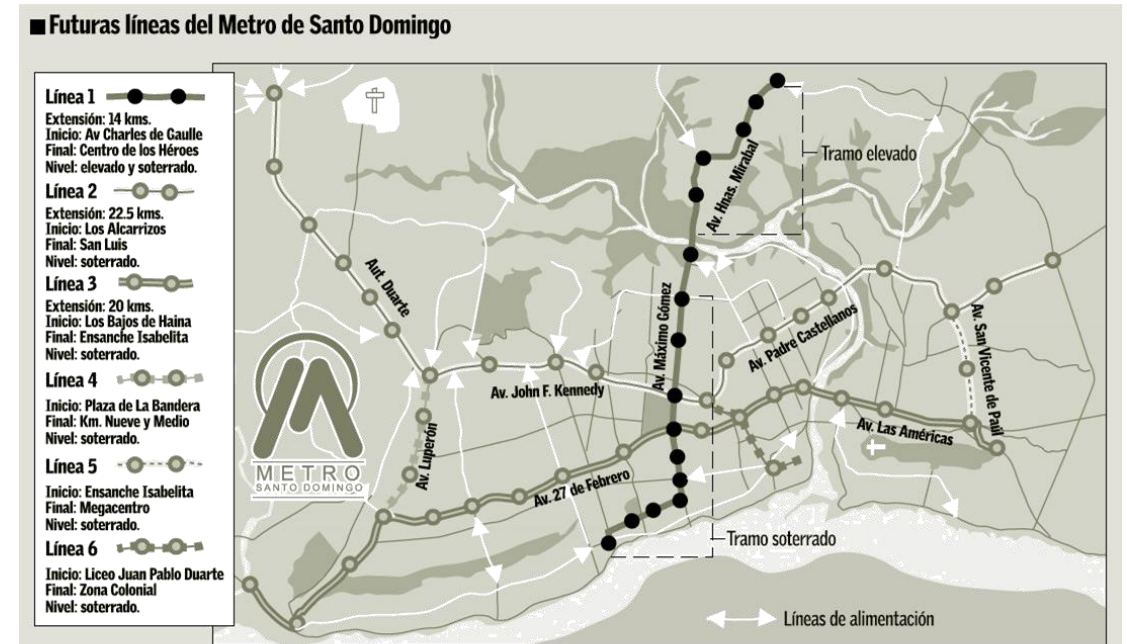 Futuras líneas del Metro de Santo Domingo
Línea 1
Extensión: 14 kms.
Inicio: Av Charles de Gaulle
Final: Centro de los Héroes
Nivel: elevado y soterrado.
Línea 2
Extensión: 22.5 kms.
Inicio: Los Alcarrizos
Final: San Luis
Nivel: soterrado.
Línea 3
Extensión: 20 kms.
Inicio: Los Bajos de Haina
Final: Ensanche Isabelita
Nivel: soterrado.
Línea 4
Inicio: Plaza de La Bandera
Final: Km. Nueve y Medio
Nivel: soterrado.
Línea 5
Inicio: Ensanche Isabelita
Final: Megacentro
Nivel: soterrado.
Línea 6
Inicio: Liceo Juan Pablo Duarte
Final: Zona Colonial
Nivel: soterrado.
METRO
SANTO DOMINGO
Aut. Duarte
Av. Luperón
Av. John F. Kennedy
Av. 27 de Febrero
Av. Máximo Gómez
Av. Hnas. Mirabal
Tramo elevado
Av. Padre Castellanos
Av. San Vicente de Paúl
Av. Las Américas
Tramo soterrado
Líneas de alimentación